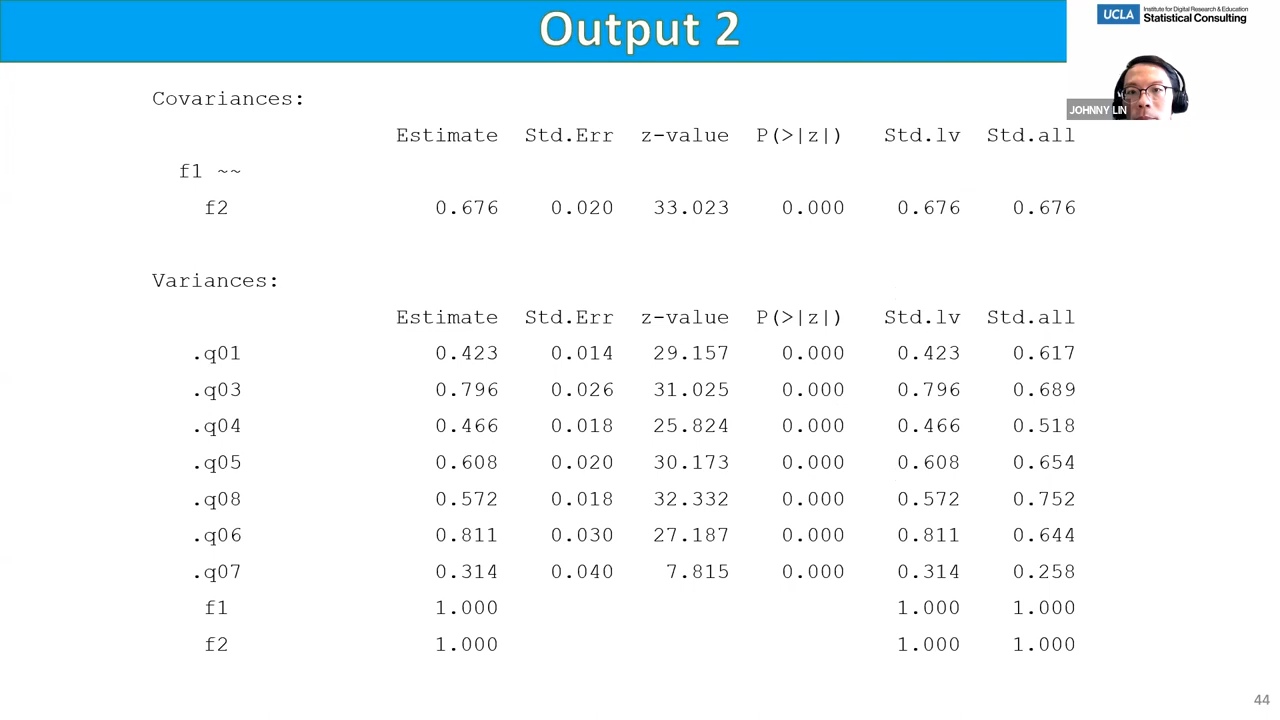 Output 2
UCLA
Institute for Digital Research & Education
Statistical Consulting
JOHNNY LIN
Covariances:
Estimate Std.Err z-value P(>|z|) Std.lv Std.all
f1 ~~
f2 0.676 0.020 33.023 0.000 0.676 0.676
Variances:
Estimate Std.Err z-value P(>|z|) Std.lv Std.all
.q01 0.423 0.014 29.157 0.000 0.423 0.617
.q03 0.796 0.026 31.025 0.000 0.796 0.689
.q04 0.466 0.018 25.824 0.000 0.466 0.518
.q05 0.608 0.020 30.173 0.000 0.608 0.654
.q08 0.572 0.018 32.332 0.000 0.572 0.752
.q06 0.811 0.030 27.187 0.000 0.811 0.644
.q07 0.314 0.040 7.815 0.000 0.314 0.258
f1 1.000 1.000 1.000
f2 1.000 1.000 1.000
44